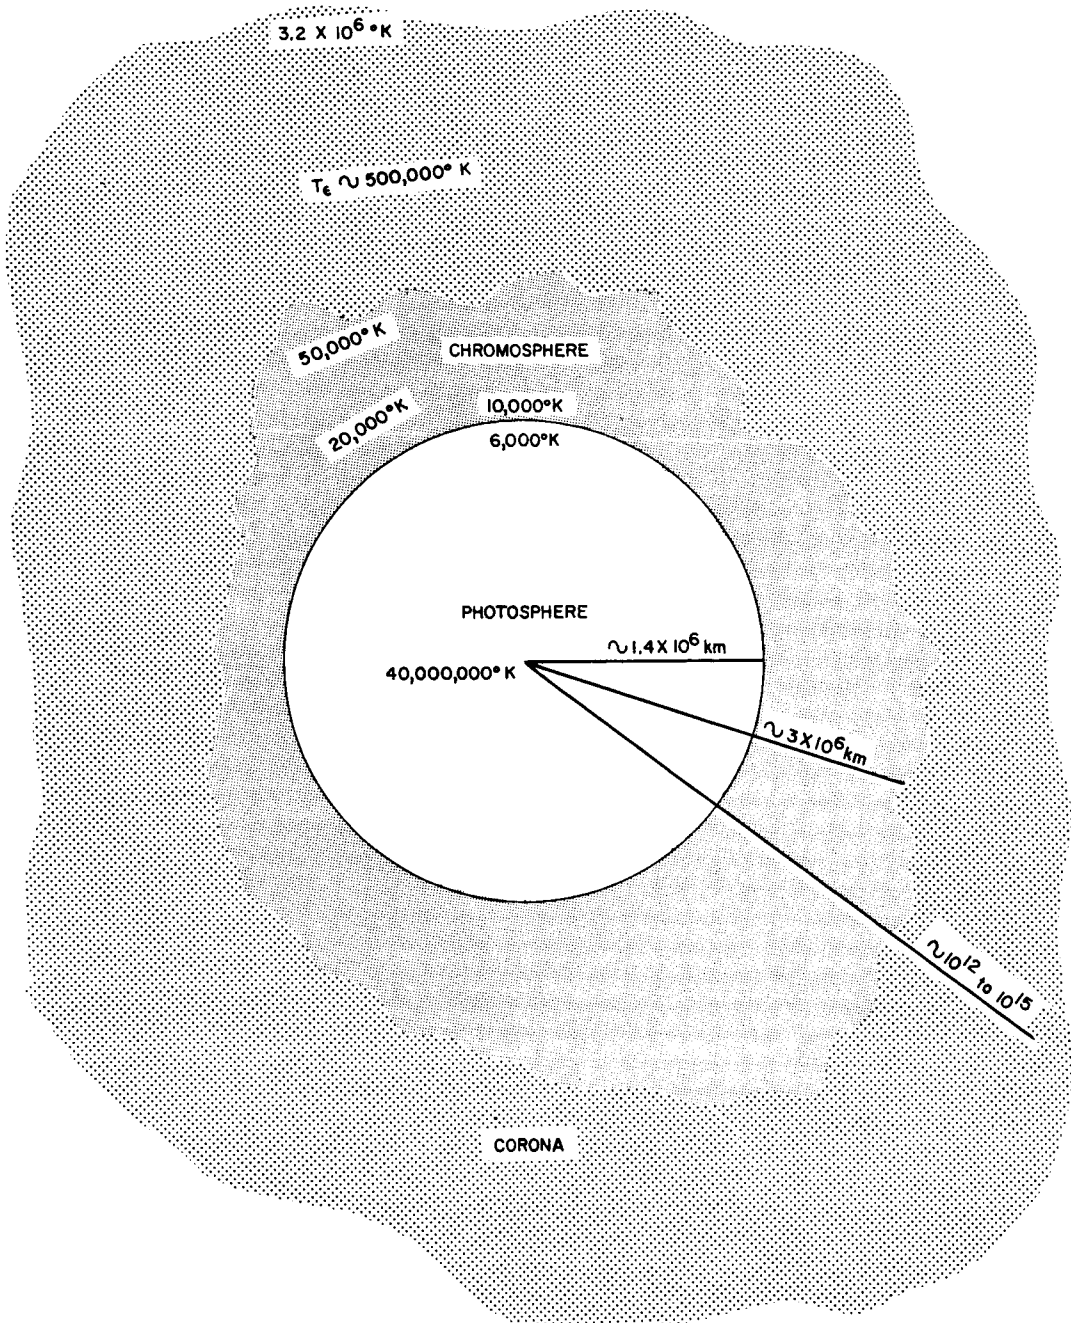 3.2 X 10⁶ °K
Tϵ ~ 500,000° K
50,000° K
CHROMOSPHERE
20,000°K
10,000°K
6,000°K
PHOTOSPHERE
~1.4 X 10⁶ km
40,000,000° K
~3 X 10⁶ km
~10¹² to 10¹⁵
CORONA